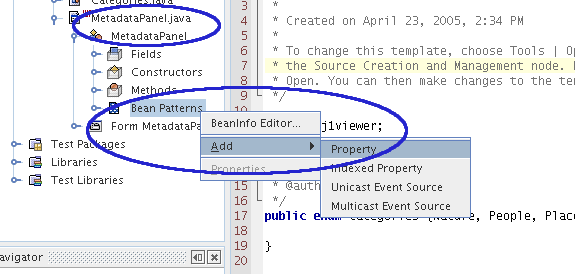 Categories.java
MetadataPanel.java
MetadataPanel
Fields
Constructors
Methods
Bean Patterns
Form MetadataPa
Test Packages
Libraries
Test Libraries
avigator
BeanInfo Editor...
Add
Properties
Property
Indexed Property
Unicast Event Source
Multicast Event Source
4 * Created on April 23, 2005, 2:34 PM
5 *
6 * To change this template, choose Tools | Op
7 * the Source Creation and Management node.
8 * Open. You can then make changes to the tem
9 */
10
j1viewer;
15 * @auth
16 */
17 public enum Categories {Nature, People, Plac
18
19 }
20